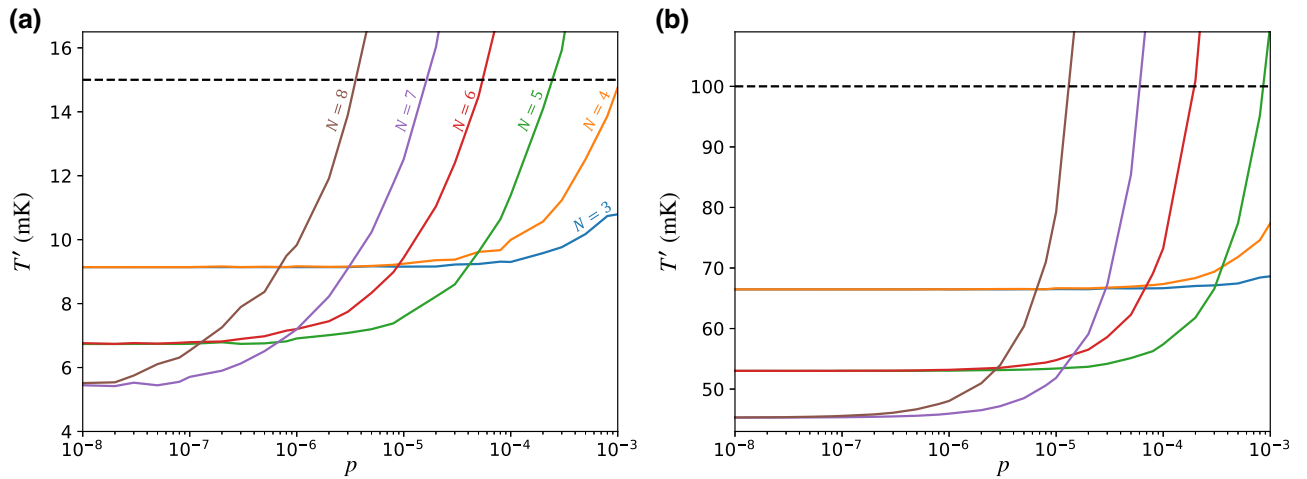 (a)
16
14
12
10
8
6
4
T′ (mK)
N = 8
N = 7
N = 6
N = 5
N = 4
N = 3
10⁻⁸
10⁻⁷
10⁻⁶
10⁻⁵
10⁻⁴
10⁻³
p
(b)
100
90
80
70
60
50
T′ (mK)
10⁻⁸
10⁻⁷
10⁻⁶
10⁻⁵
10⁻⁴
10⁻³
p